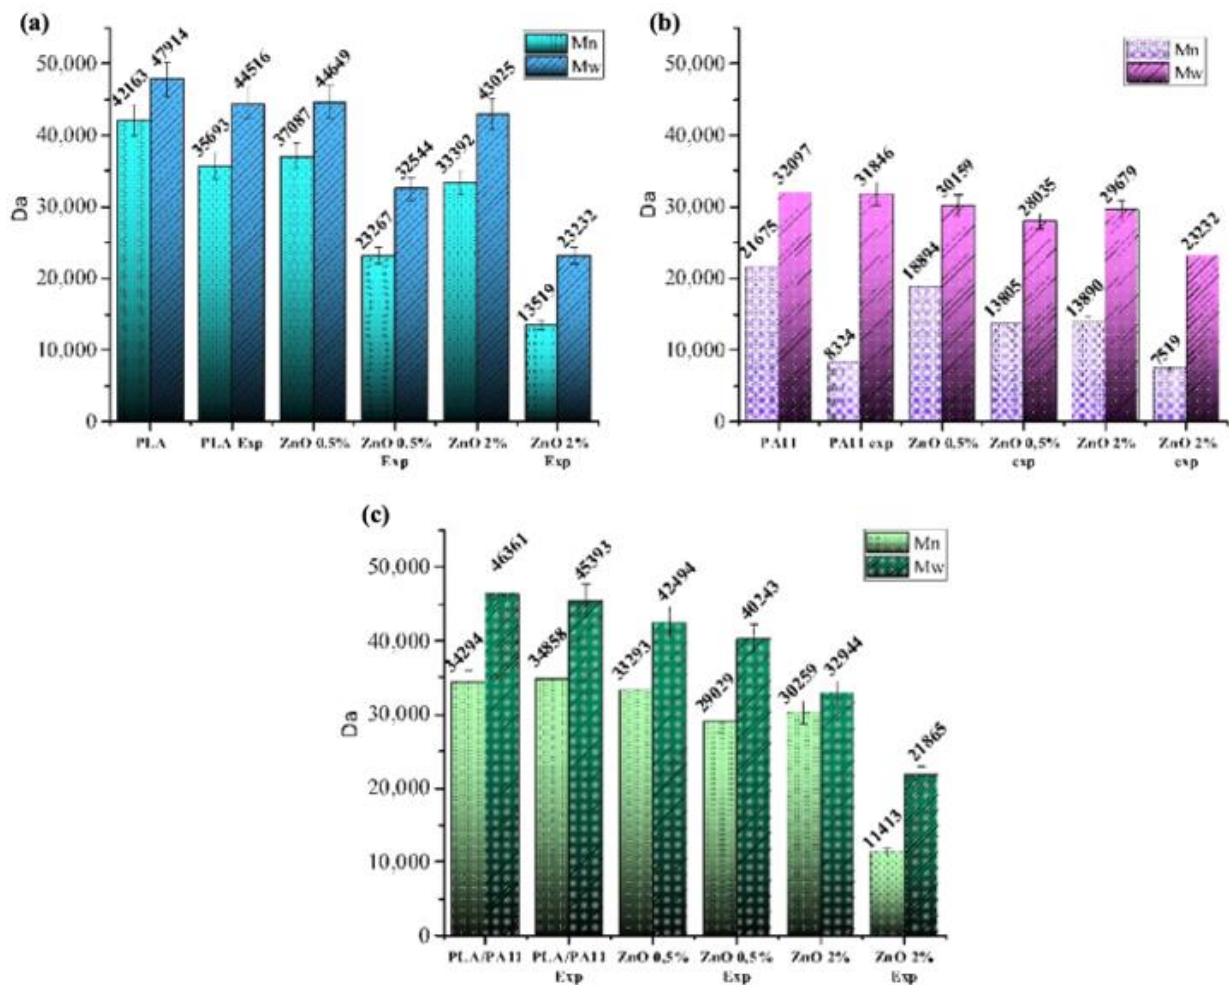 (a)
Da
50,000
40,000
30,000
20,000
10,000
0
42163
47914
35693
44516
37087
44649
23267
32544
33392
43025
13519
23232
Mn
Mw
PLA
PLA Exp
ZnO 0.5%
ZnO 0.5%
Exp
ZnO 2%
ZnO 2%
Exp
(b)
Da
50,000
40,000
30,000
20,000
10,000
0
21675
32097
8324
31846
18894
30159
13805
28035
13890
29679
7519
23232
Mn
Mw
PA11
PA11 exp
ZnO 0,5%
ZnO 0,5%
exp
ZnO 2%
ZnO 2%
exp
(c)
Da
50,000
40,000
30,000
20,000
10,000
0
34294
46361
34858
45393
33293
42494
29029
40243
30259
32944
11413
21865
Mn
Mw
PLA/PA11
PLA/PA11
Exp
ZnO 0,5%
ZnO 0,5%
Exp
ZnO 2%
ZnO 2%
Exp